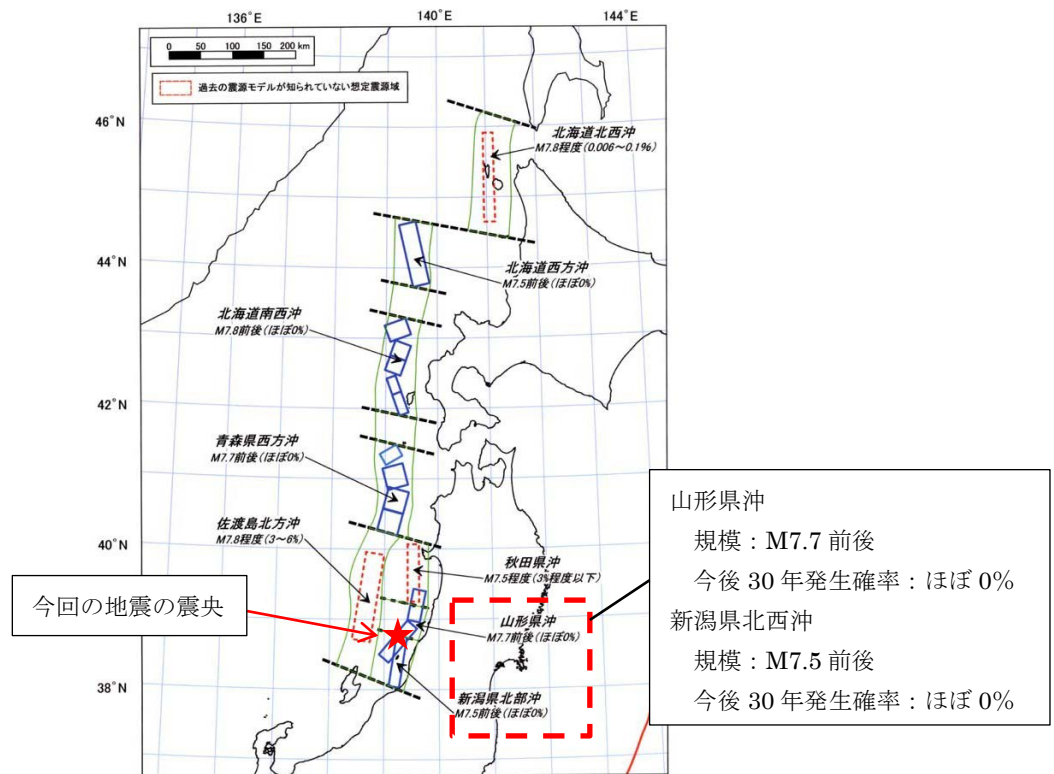 136˚E
140˚E
144˚E
0 50 100 150 200 km
過去の震源モデルが知られていない想定震源域
46˚N
北海道北西沖
M7.8程度(0.006～0.1%)
44˚N
北海道西方沖
M7.5前後(ほぼ0%)
北海道南西沖
M7.8前後(ほぼ0%)
42˚N
青森県西方沖
M7.7前後(ほぼ0%)
佐渡島北方沖
M7.8程度(3～6%)
40˚N
秋田県沖
M7.5程度(3%程度以下)
今回の地震の震央
山形県沖
M7.7前後(ほぼ0%)
38˚N
新潟県北部沖
M7.5前後(ほぼ0%)
山形県沖
規模：M7.7 前後
今後 30 年発生確率：ほぼ 0%
新潟県北西沖
規模：M7.5 前後
今後 30 年発生確率：ほぼ 0%